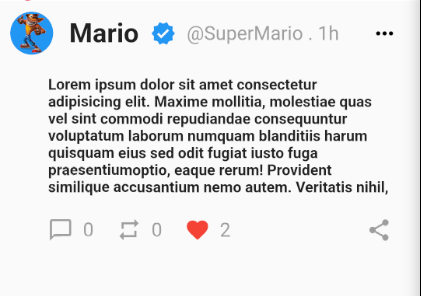 Mario @SuperMario . 1h
Lorem ipsum dolor sit amet consectetur
adipisicing elit. Maxime mollitia, molestiae quas
vel sint commodi repudiandae consequuntur
voluptatum laborum numquam blanditiis harum
quisquam eius sed odit fugiat iusto fuga
praesentiumoptio, eaque rerum! Provident
similique accusantium nemo autem. Veritatis nihil,
0 0 2